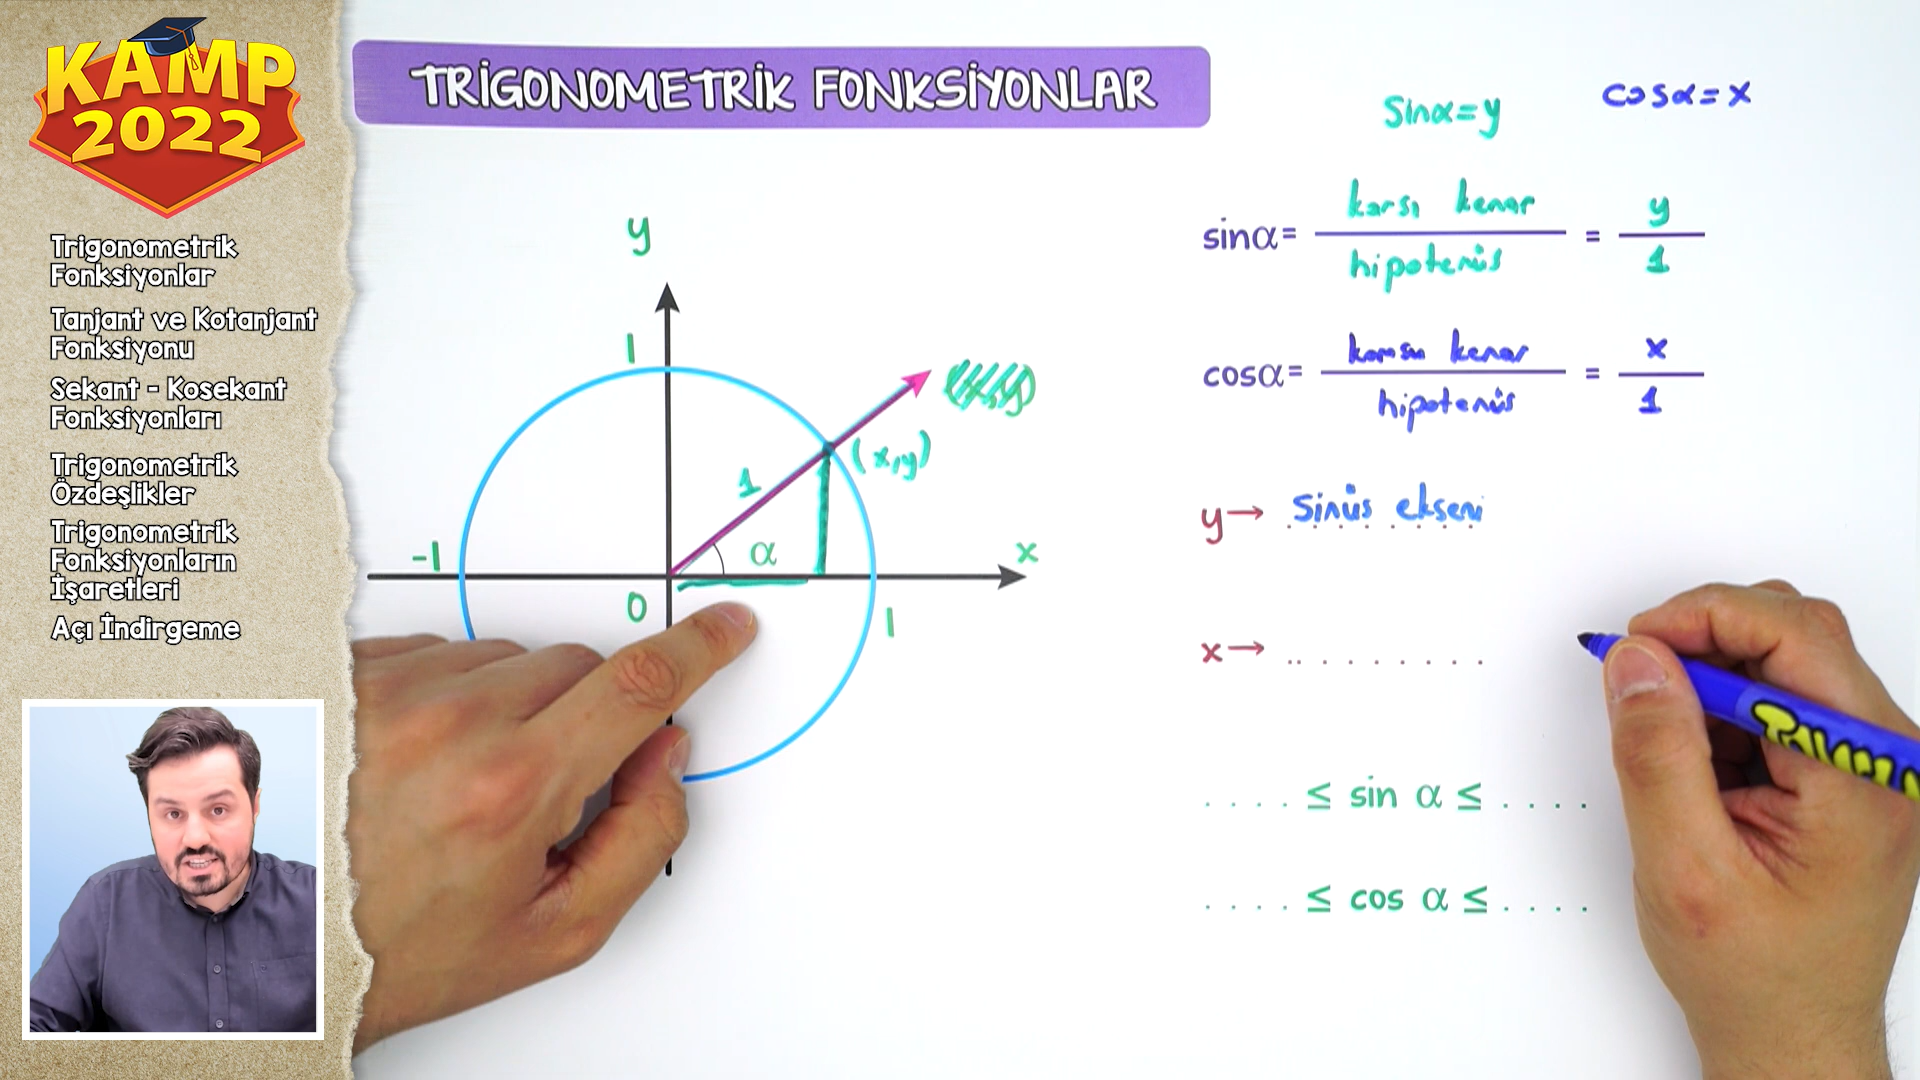 KAMP
2022
Trigonometrik
Fonksiyonlar
Tanjant ve Kotanjant
Fonksiyonu
Sekant - Kosekant
Fonksiyonları
Trigonometrik
Özdeşlikler
Trigonometrik
Fonksiyonların
İşaretleri
Açı İndirgeme
TRİGONOMETRİK FONKSİYONLAR
Sinα=y
cosα=x
sinα= karşı kenar / hipotenüs = y / 1
cosα= komşu kenar / hipotenüs = x / 1
y→ Sinüs ekseni
x→ .. . . . . . . .
. . . . ≤ sin α ≤ . . . .
. . . . ≤ cos α ≤ . . . .
y
1
(x,y)
1
α
-1
x
0
1